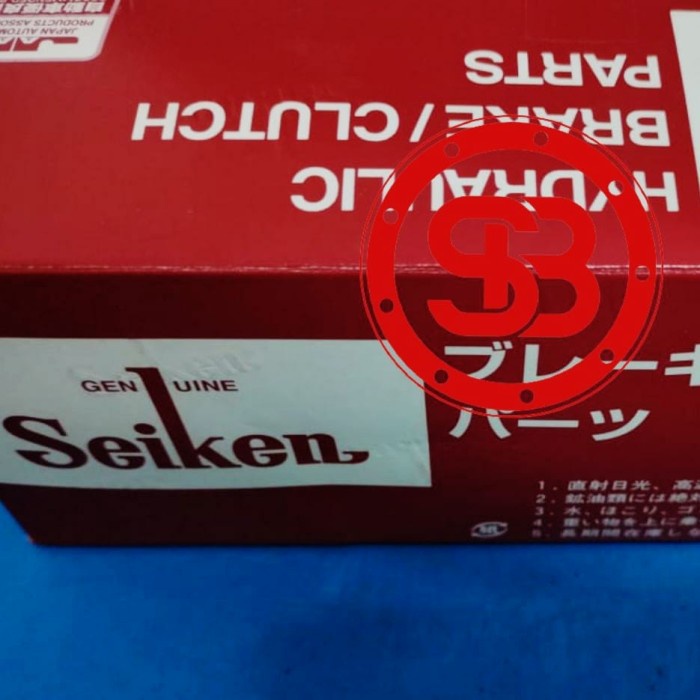 JAPAN AUTOM
PRODUCTS ASSO
HYDRAULIC
BRAKE / CLUTCH
PARTS
SB
GENUINE
Seiken
ブレーキ
パーツ
1. 直射日光、高
2. 鉱油類には絶対
3. 水、ほこり、ゴ
4. 重い物を上に
5. 長期間在庫し